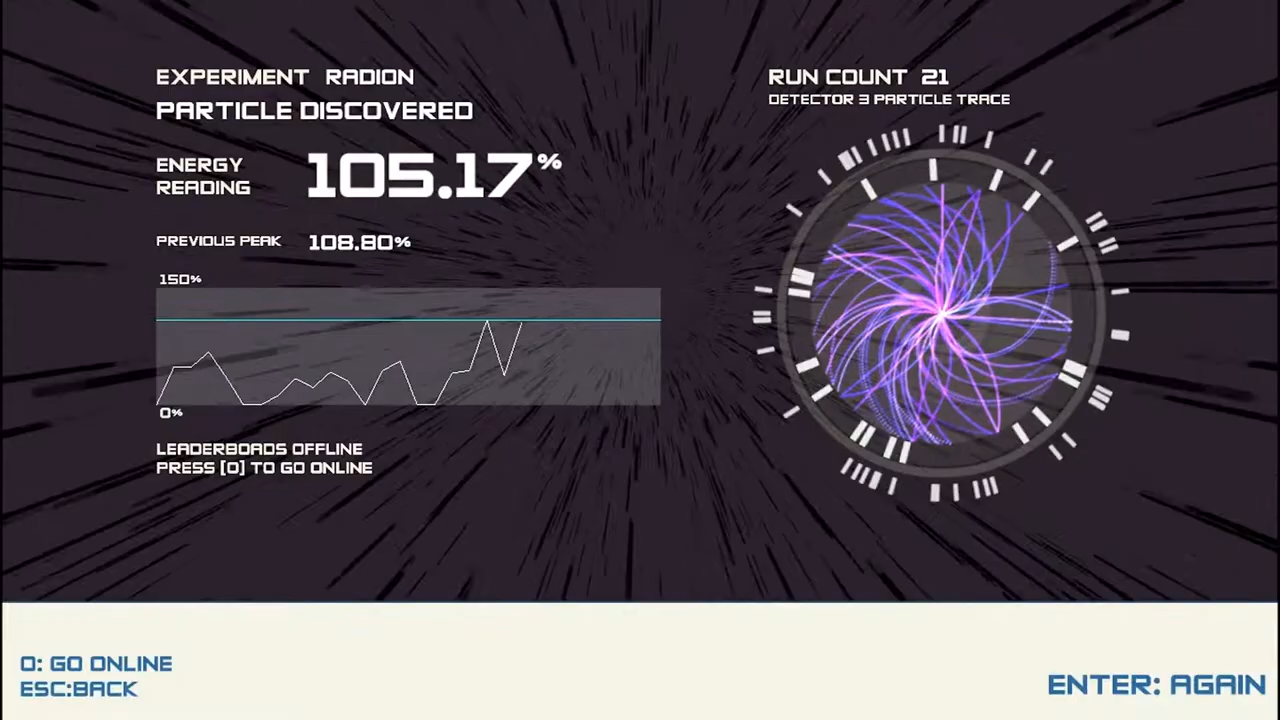 EXPERIMENT RADION
PARTICLE DISCOVERED
ENERGY
READING
105.17%
PREVIOUS PEAK 108.80%
150%
0%
LEADERBOADS OFFLINE
PRESS [O] TO GO ONLINE
RUN COUNT 21
DETECTOR 3 PARTICLE TRACE
O: GO ONLINE
ESC:BACK
ENTER: AGAIN